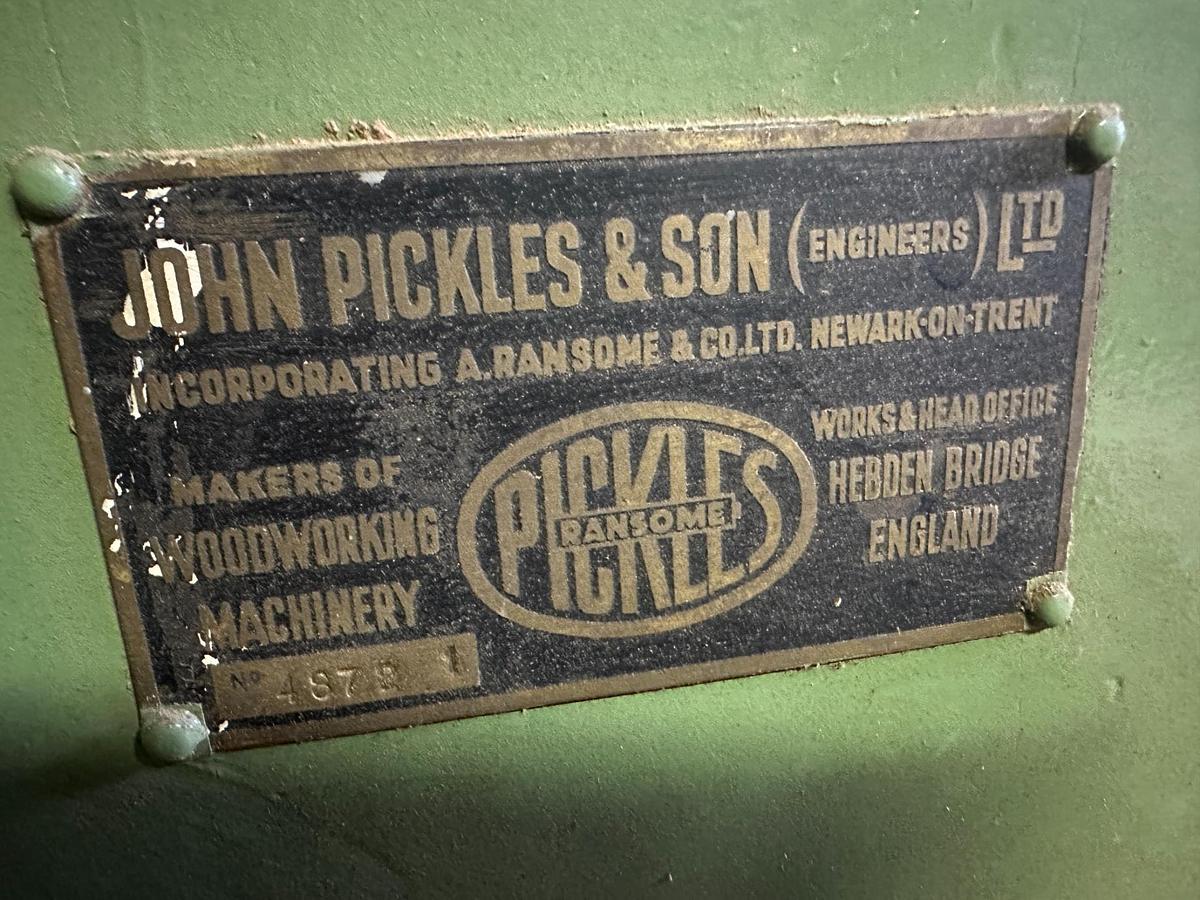 JOHN PICKLES & SON (ENGINEERS) LTD
INCORPORATING A. RANSOME & CO. LTD. NEWARK-ON-TRENT
MAKERS OF
WOODWORKING
MACHINERY
Nº
PICKLES
RANSOME
WORKS & HEAD OFFICE
HEBDEN BRIDGE
ENGLAND